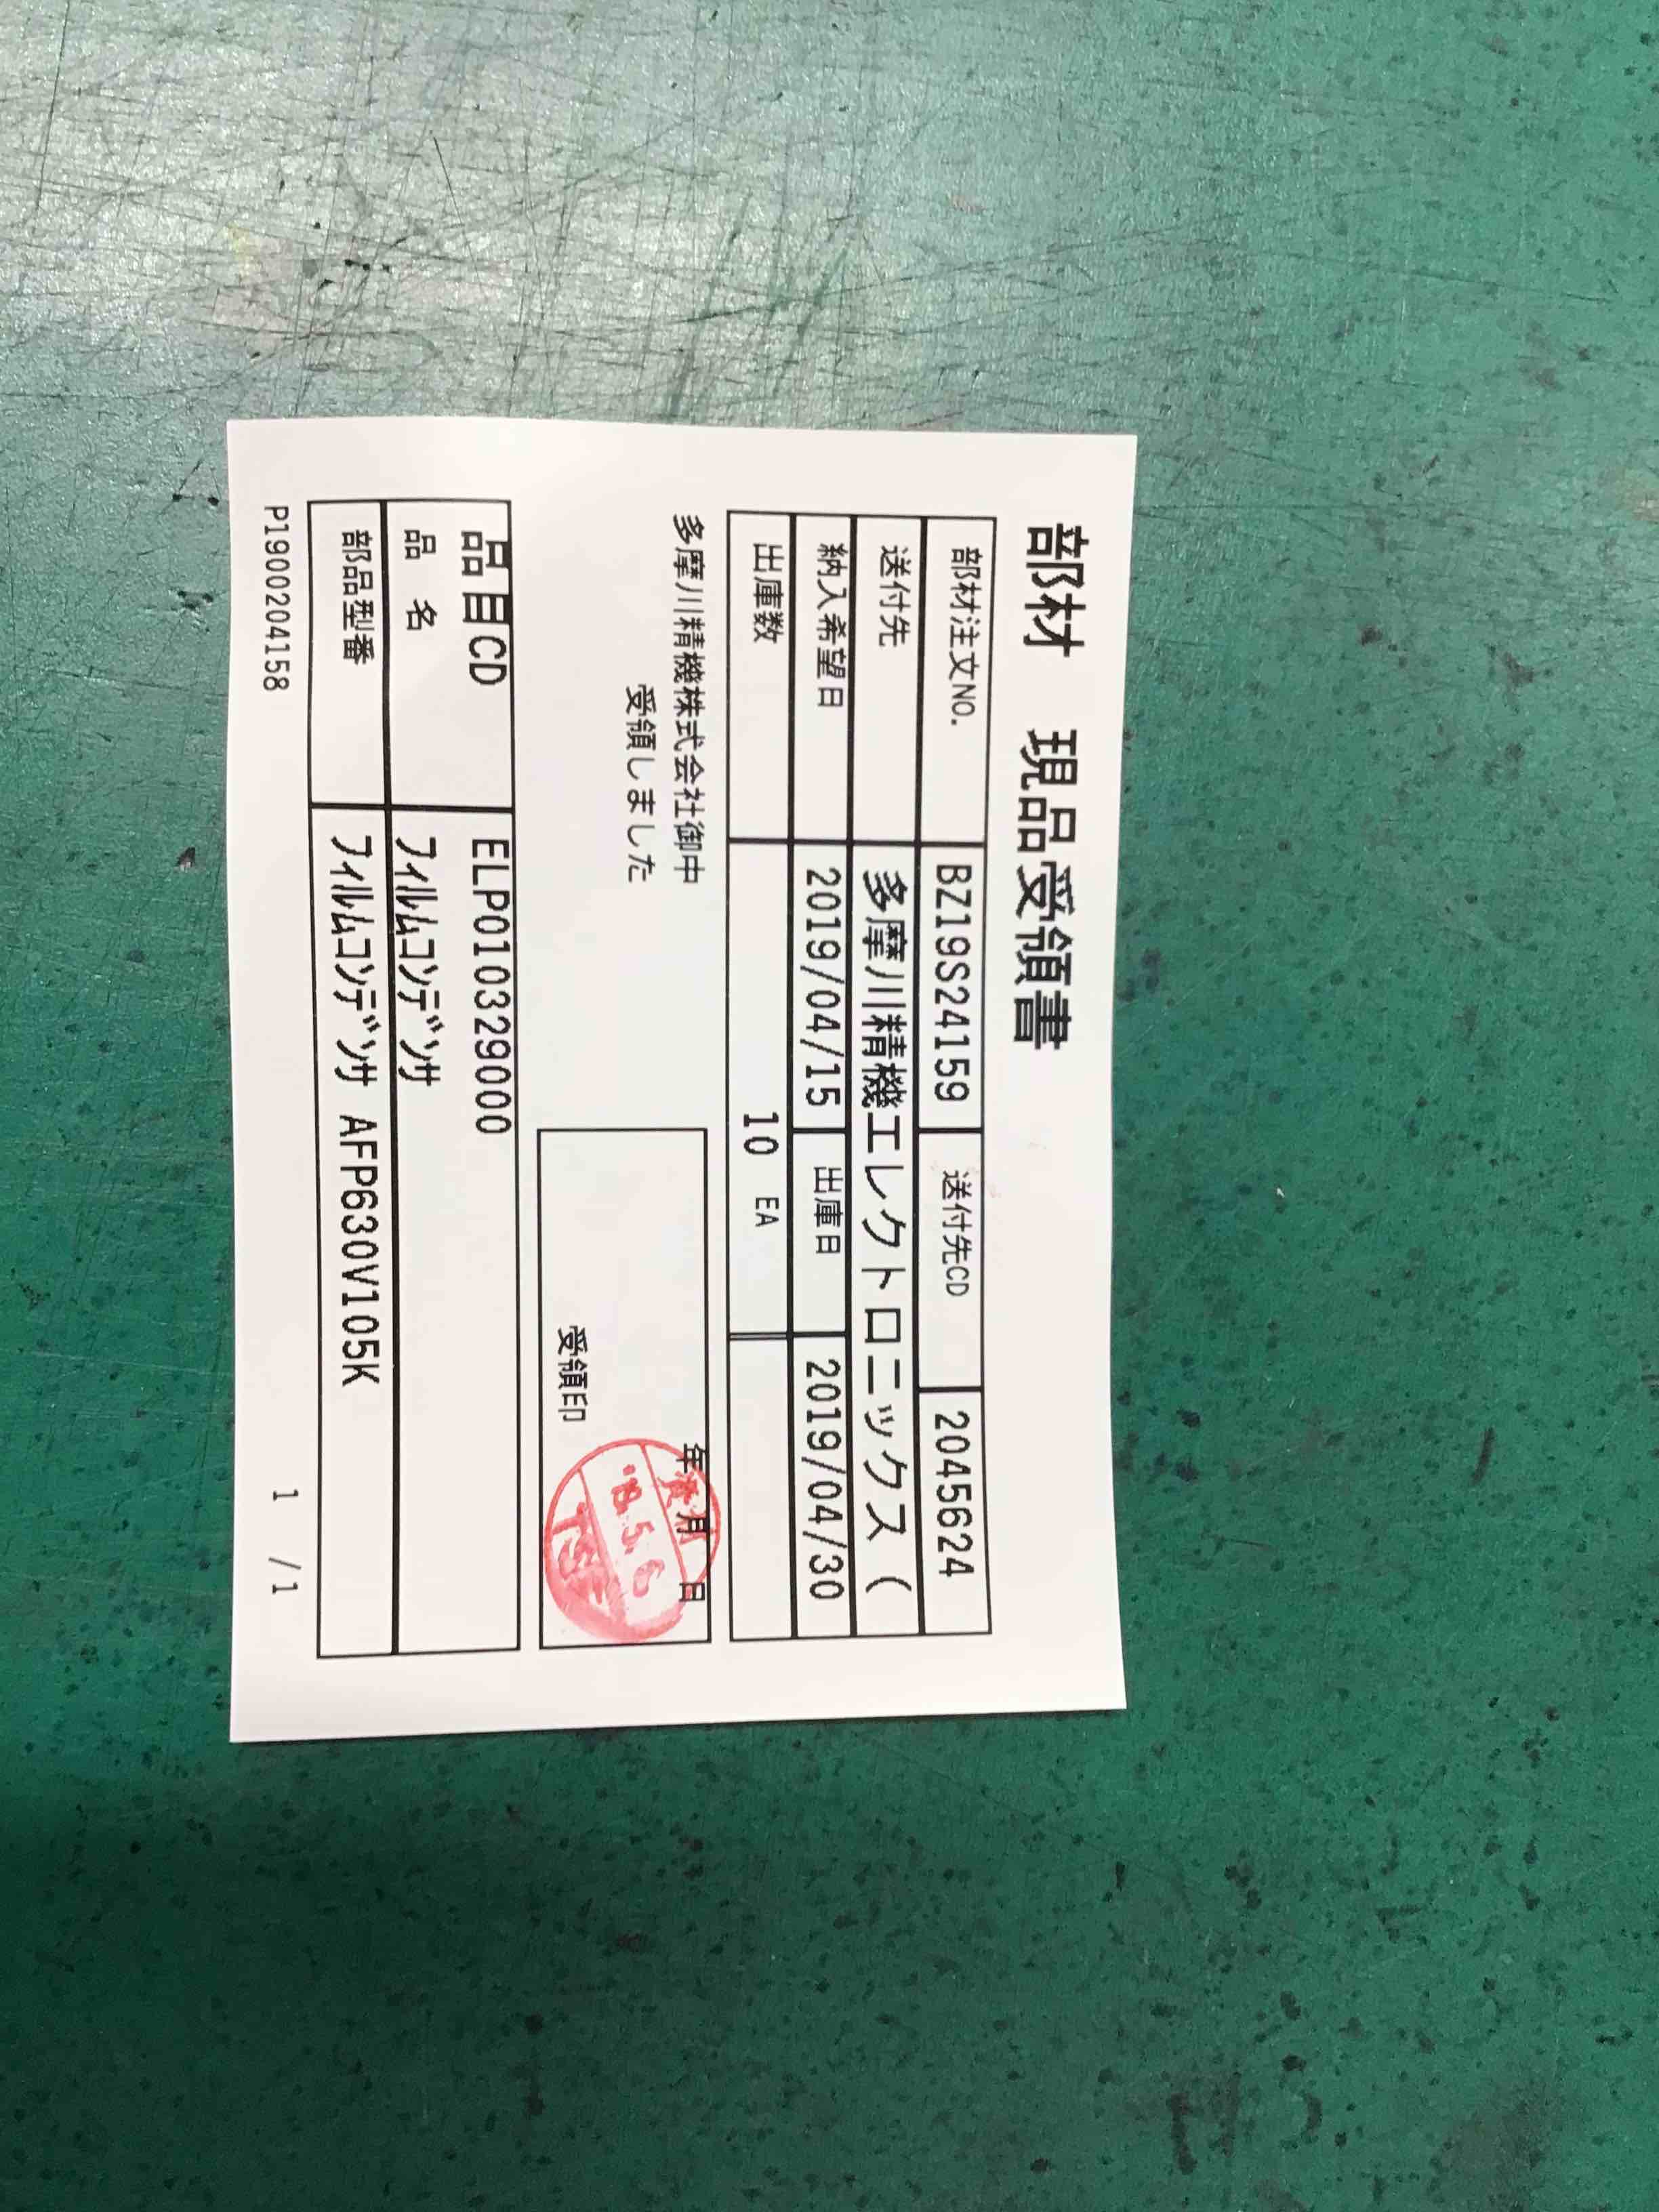 部材　現品受領書
部材注文NO. BZ19S24159 送付先CD 2045624
送付先 多摩川精機エレクトロニックス (
納入希望日 2019/04/15 出庫日 2019/04/30
出庫数 10 EA
多摩川精機株式会社御中
受領しました
年 月 日
受領印
5. 6
品目CD ELP010329000
品　名 ﾌｨﾙﾑｺﾝﾃﾞﾝｻ
部品型番 ﾌｨﾙﾑｺﾝﾃﾞﾝｻ AFP630V105K
P1900204158 1 /1